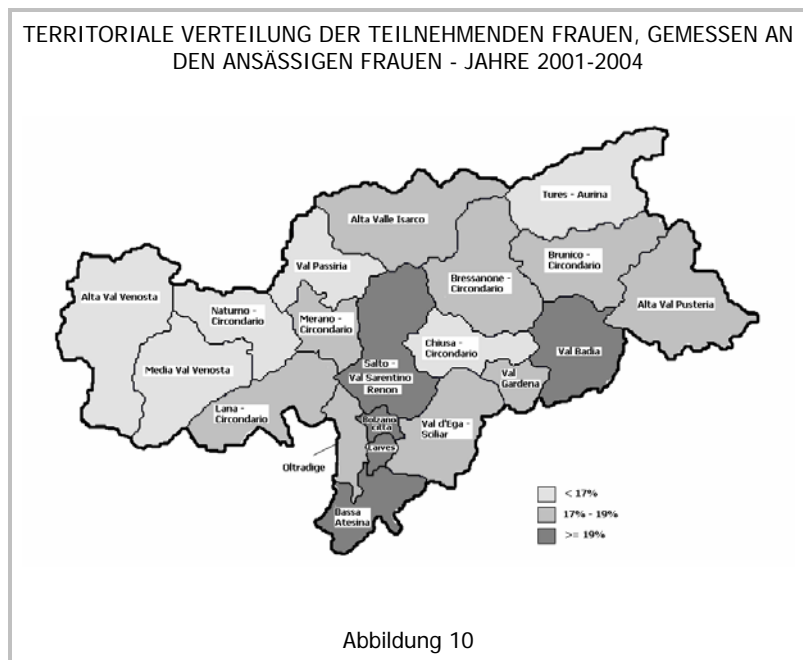 TERRITORIALE VERTEILUNG DER TEILNEHMENDEN FRAUEN, GEMESSEN AN
DEN ANSÄSSIGEN FRAUEN - JAHRE 2001-2004
Tures - Aurina
Alta Valle Isarco
Brunico -
Circondario
Val Passiria
Bressanone -
Circondario
Alta Val Venosta
Alta Val Pusteria
Naturno -
Circondario
Merano -
Circondario
Chiusa -
Circondario
Val Badia
Media Val Venosta
Salto -
Val Sarentino
Renon
Val
Gardena
Lana -
Circondario
Bolzano
città
Val d'Ega -
Sciliar
Laives
Oltradige
Bassa
Atesina
< 17%
17% - 19%
>= 19%
Abbildung 10